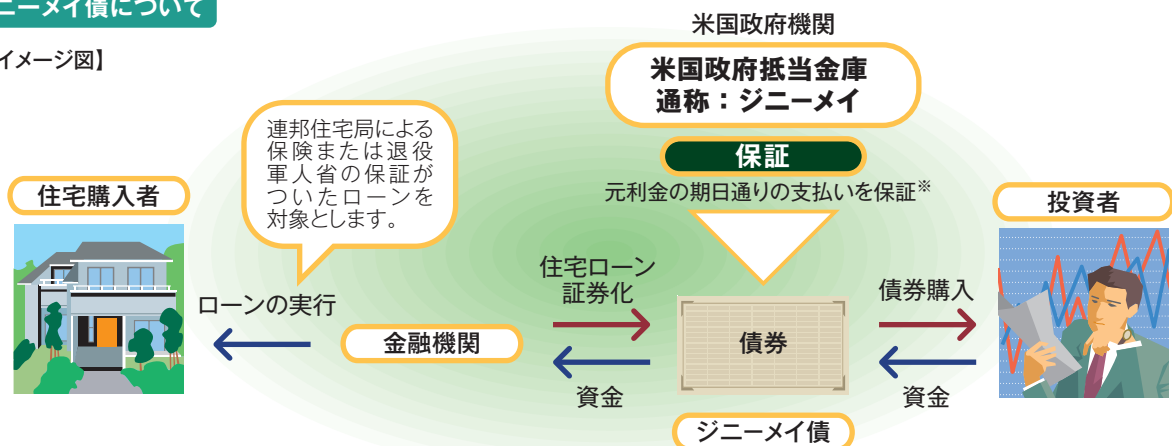 ニーメイ債について
イメージ図】
米国政府機関
米国政府抵当金庫
通称：ジニーメイ
保証
元利金の期日通りの支払いを保証※
連邦住宅局による
保険または退役
軍人省の保証が
ついたローンを
対象とします。
住宅購入者
投資者
ローンの実行
金融機関
住宅ローン
証券化
資金
債券
債券購入
資金
ジニーメイ債